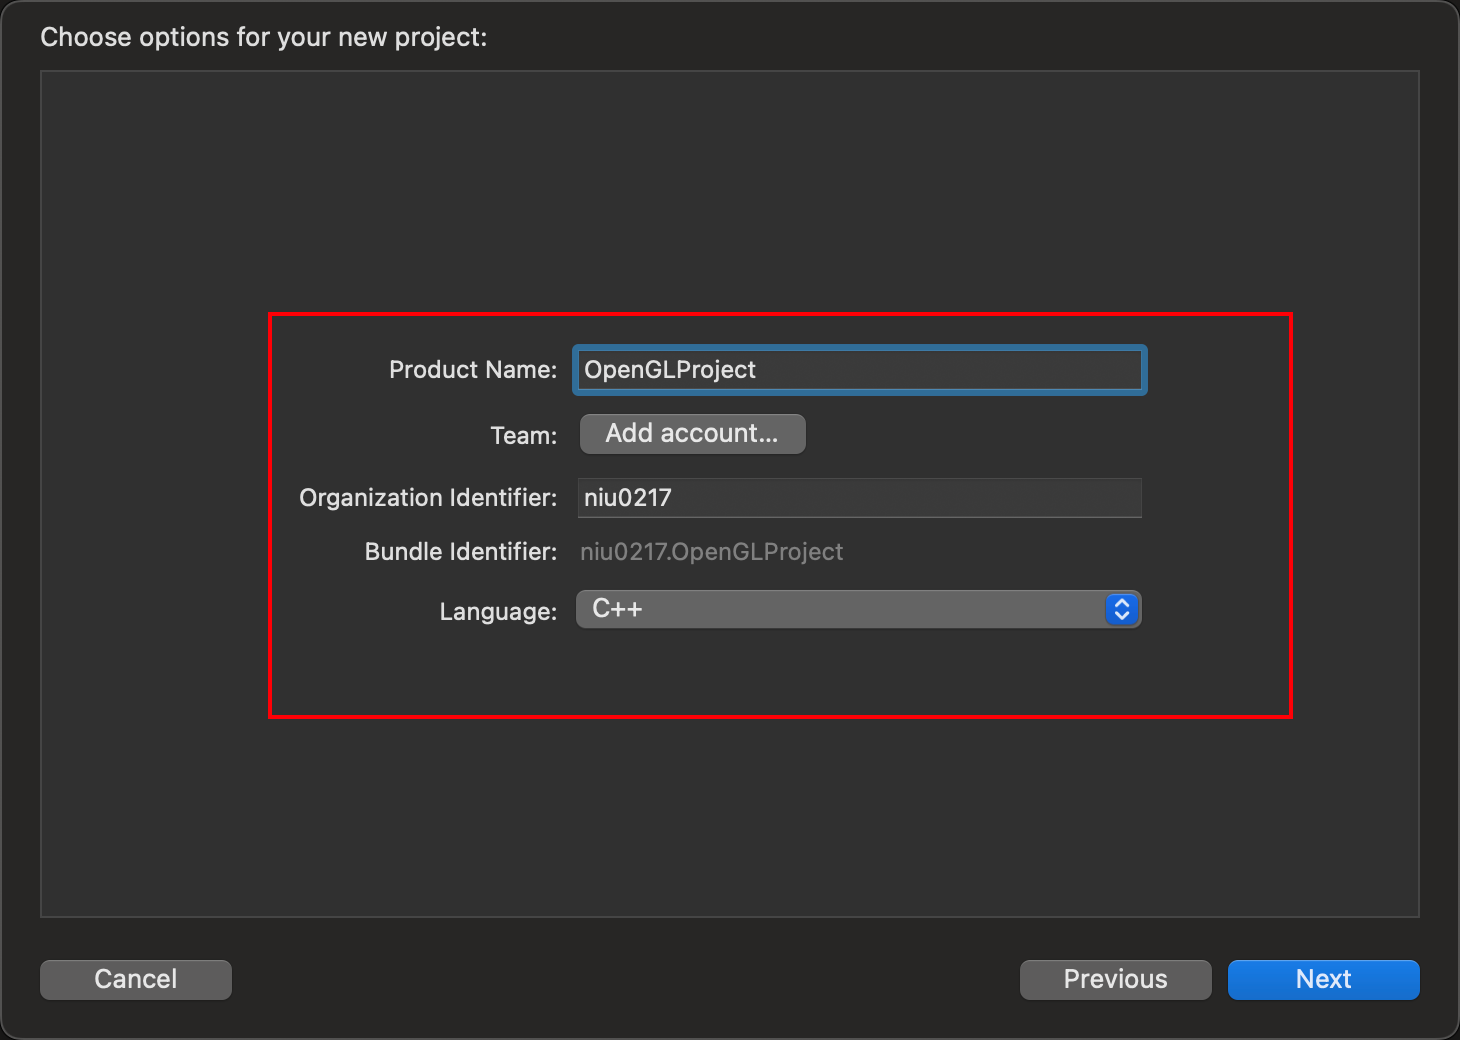 Choose options for your new project:
Product Name: OpenGLProject
Team: Add account...
Organization Identifier: niu0217
Bundle Identifier: niu0217.OpenGLProject
Language: C++
Cancel Previous Next